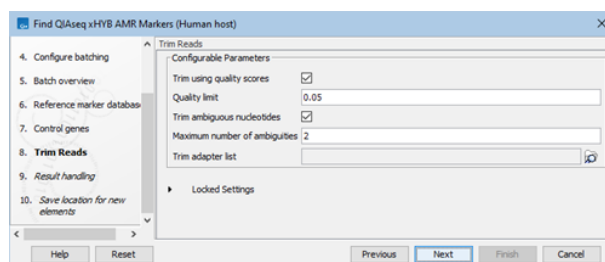 Find QIAseq xHYB AMR Markers (Human host)
4. Configure batching
5. Batch overview
6. Reference marker databas
7. Control genes
8. Trim Reads
9. Result handling
10. Save location for new
elements
Trim Reads
Configurable Parameters
Trim using quality scores
Quality limit 0.05
Trim ambiguous nucleotides
Maximum number of ambiguities 2
Trim adapter list
Locked Settings
Help Reset Previous Next Finish Cancel